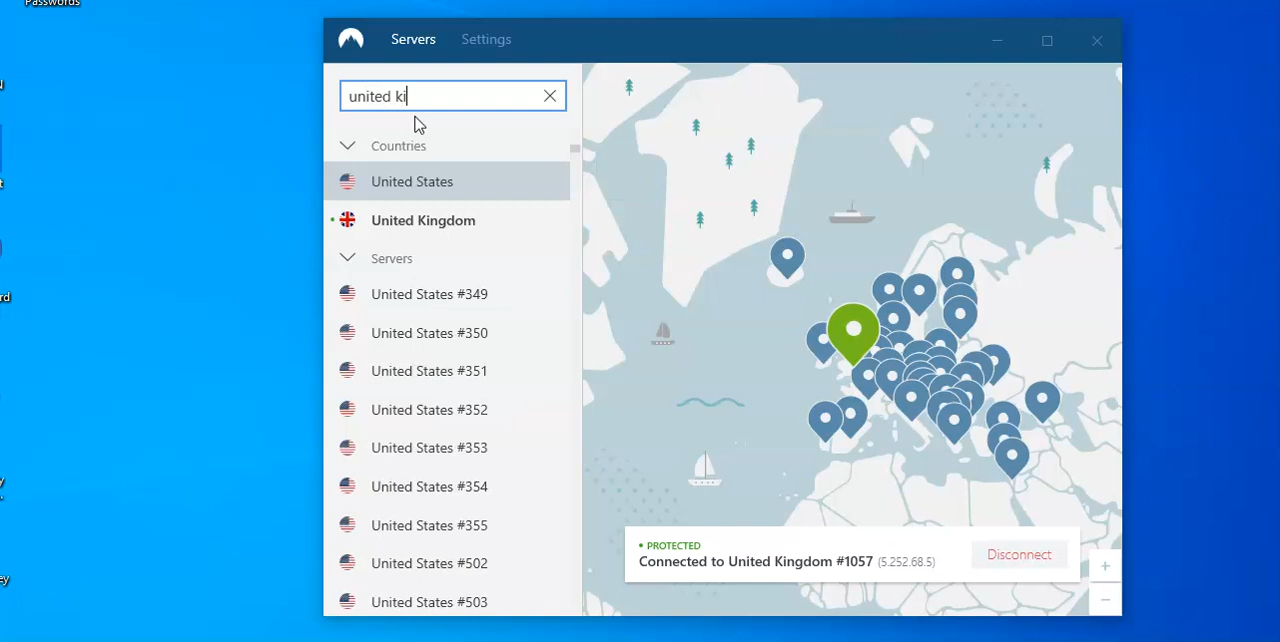 Passwords
Servers
Settings
united ki
Countries
United States
United Kingdom
Servers
United States #349
United States #350
United States #351
United States #352
United States #353
United States #354
United States #355
United States #502
United States #503
• PROTECTED
Connected to United Kingdom #1057 (5.252.68.5)
Disconnect